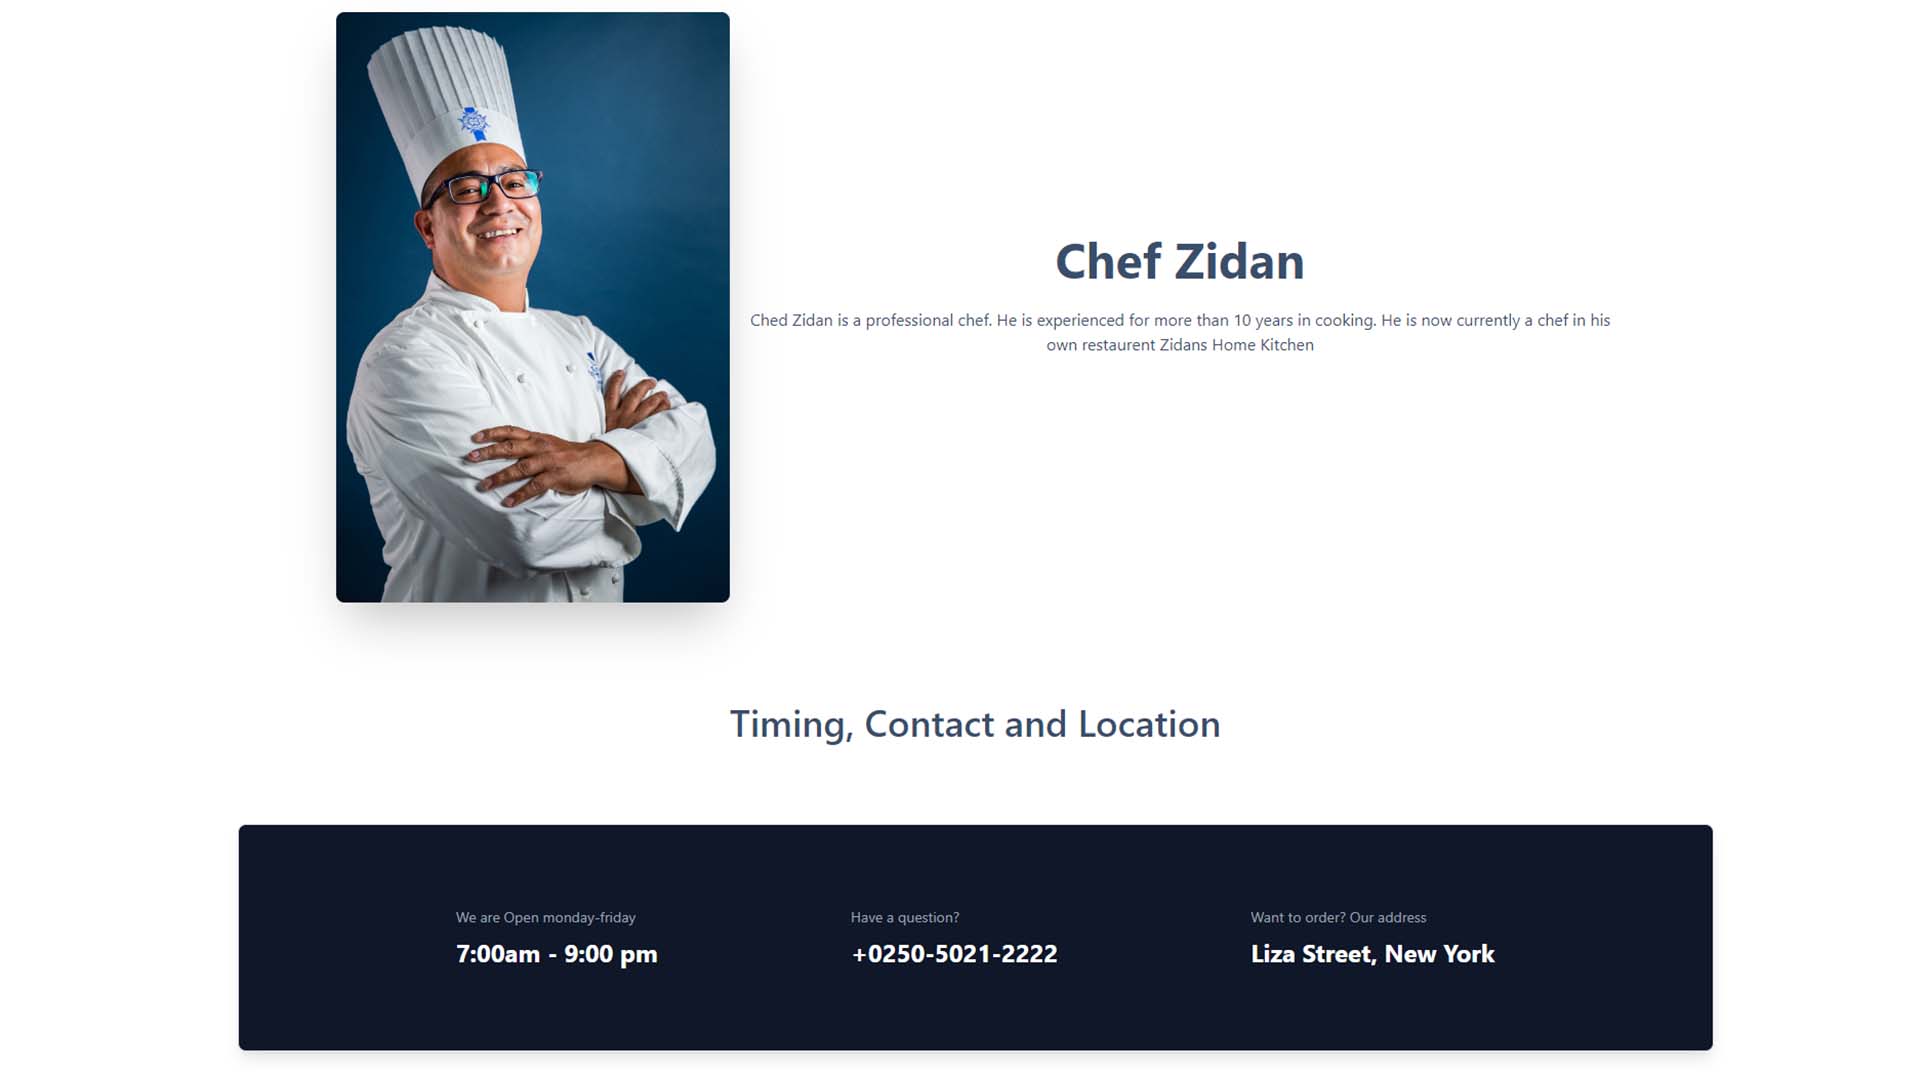 Chef Zidan
Ched Zidan is a professional chef. He is experienced for more than 10 years in cooking. He is now currently a chef in his
own restaurent Zidans Home Kitchen
Timing, Contact and Location
We are Open monday-friday
7:00am - 9:00 pm
Have a question?
+0250-5021-2222
Want to order? Our address
Liza Street, New York